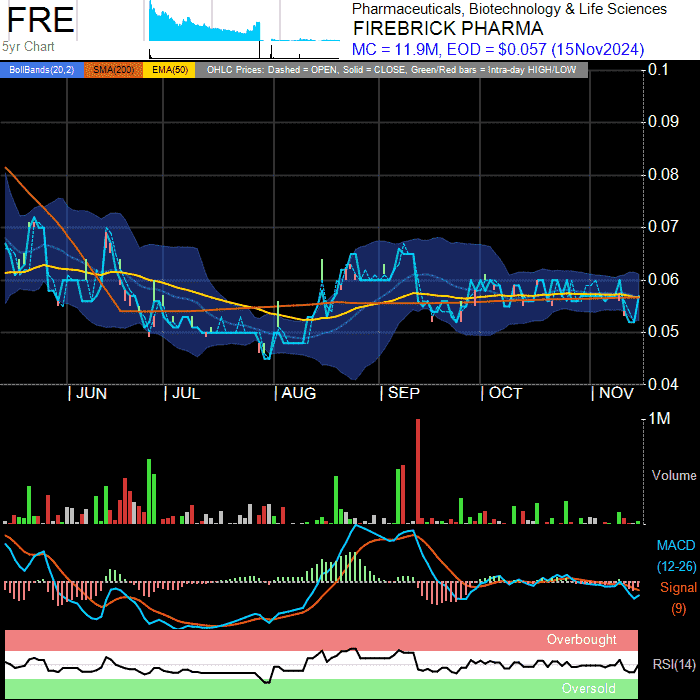 FRE
5yr Chart
Pharmaceuticals, Biotechnology & Life Sciences
FIREBRICK PHARMA
MC = 11.9M, EOD = $0.057 (15Nov2024)
BollBands(20,2) SMA(200) EMA(50) OHLC Prices: Dashed = OPEN, Solid = CLOSE, Green/Red bars = Intra-day HIGH/LOW
0.1
0.09
0.08
0.07
0.06
0.05
0.04
| JUN | JUL | AUG | SEP | OCT | NOV
1M
Volume
MACD
(12-26)
Signal
(9)
Overbought
RSI(14)
Oversold